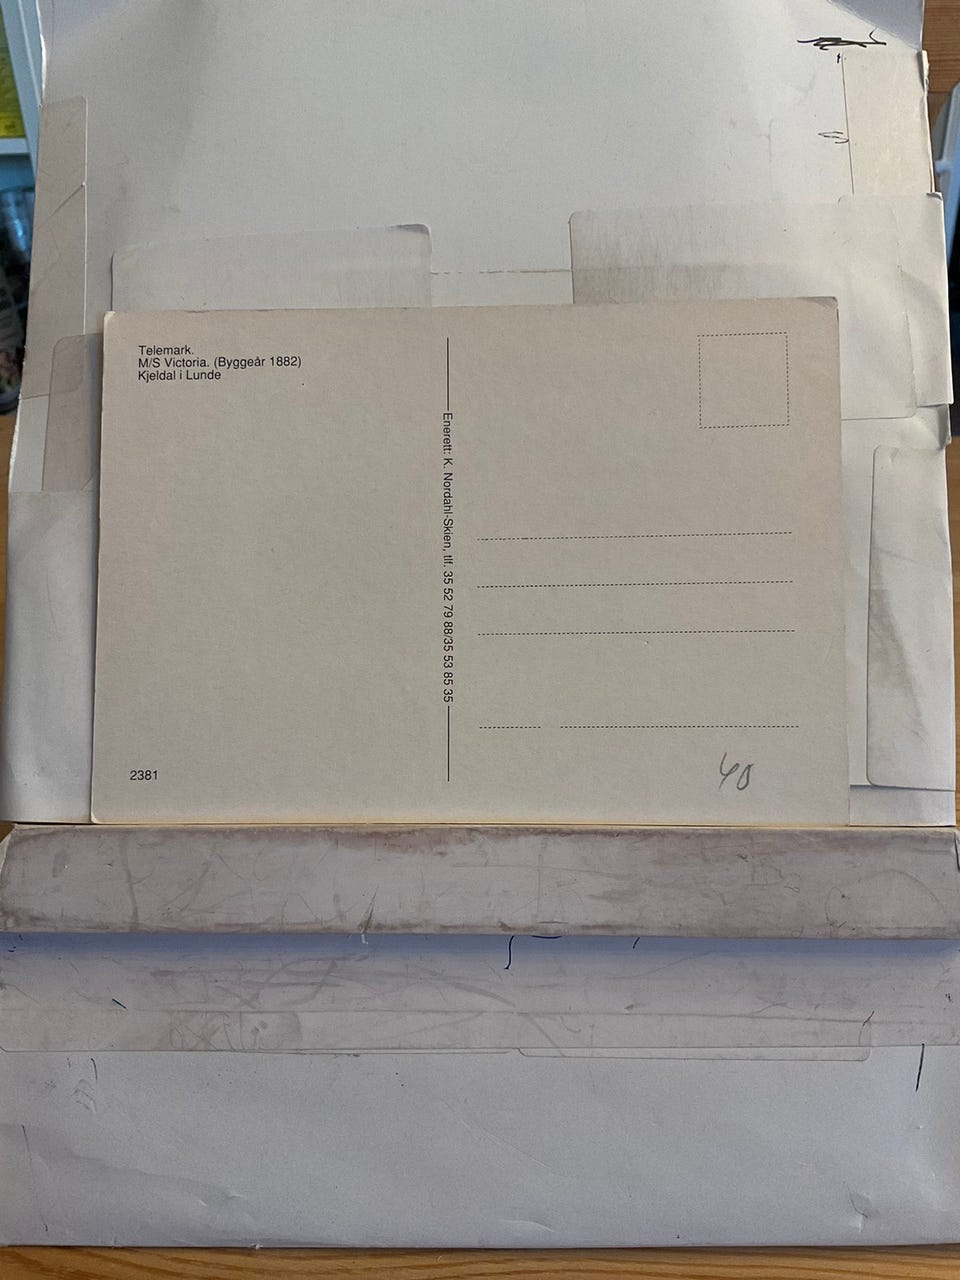 Telemark.
M/S Victoria. (Byggeår 1882)
Kjeldal i Lunde
Enerett: K. Nordahl-Skien, tlf. 35 52 79 88/35 53 85 35
2381
40